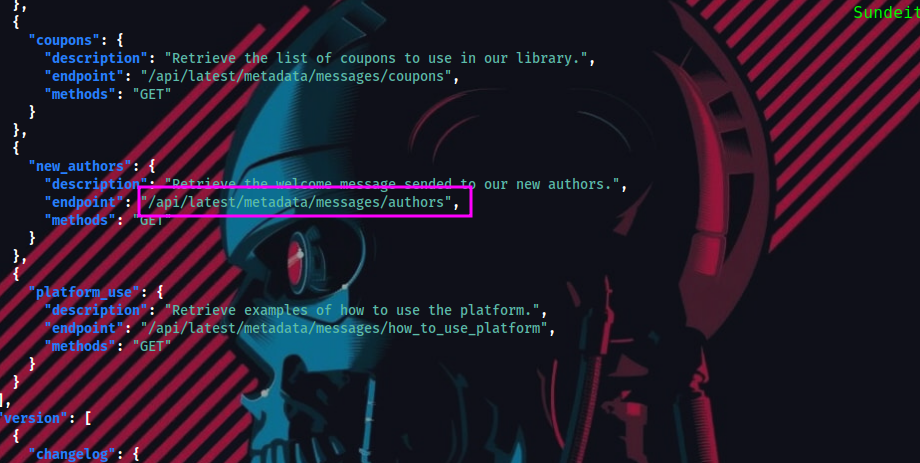 },
Sundeit
{
"coupons": {
"description": "Retrieve the list of coupons to use in our library.",
"endpoint": "/api/latest/metadata/messages/coupons",
"methods": "GET"
}
},
{
"new_authors": {
"description": "Retrieve the welcome message sended to our new authors.",
"endpoint": "/api/latest/metadata/messages/authors",
"methods": "GET"
}
},
{
"platform_use": {
"description": "Retrieve examples of how to use the platform.",
"endpoint": "/api/latest/metadata/messages/how_to_use_platform",
"methods": "GET"
}
}
],
"version": [
{
"changelog": {